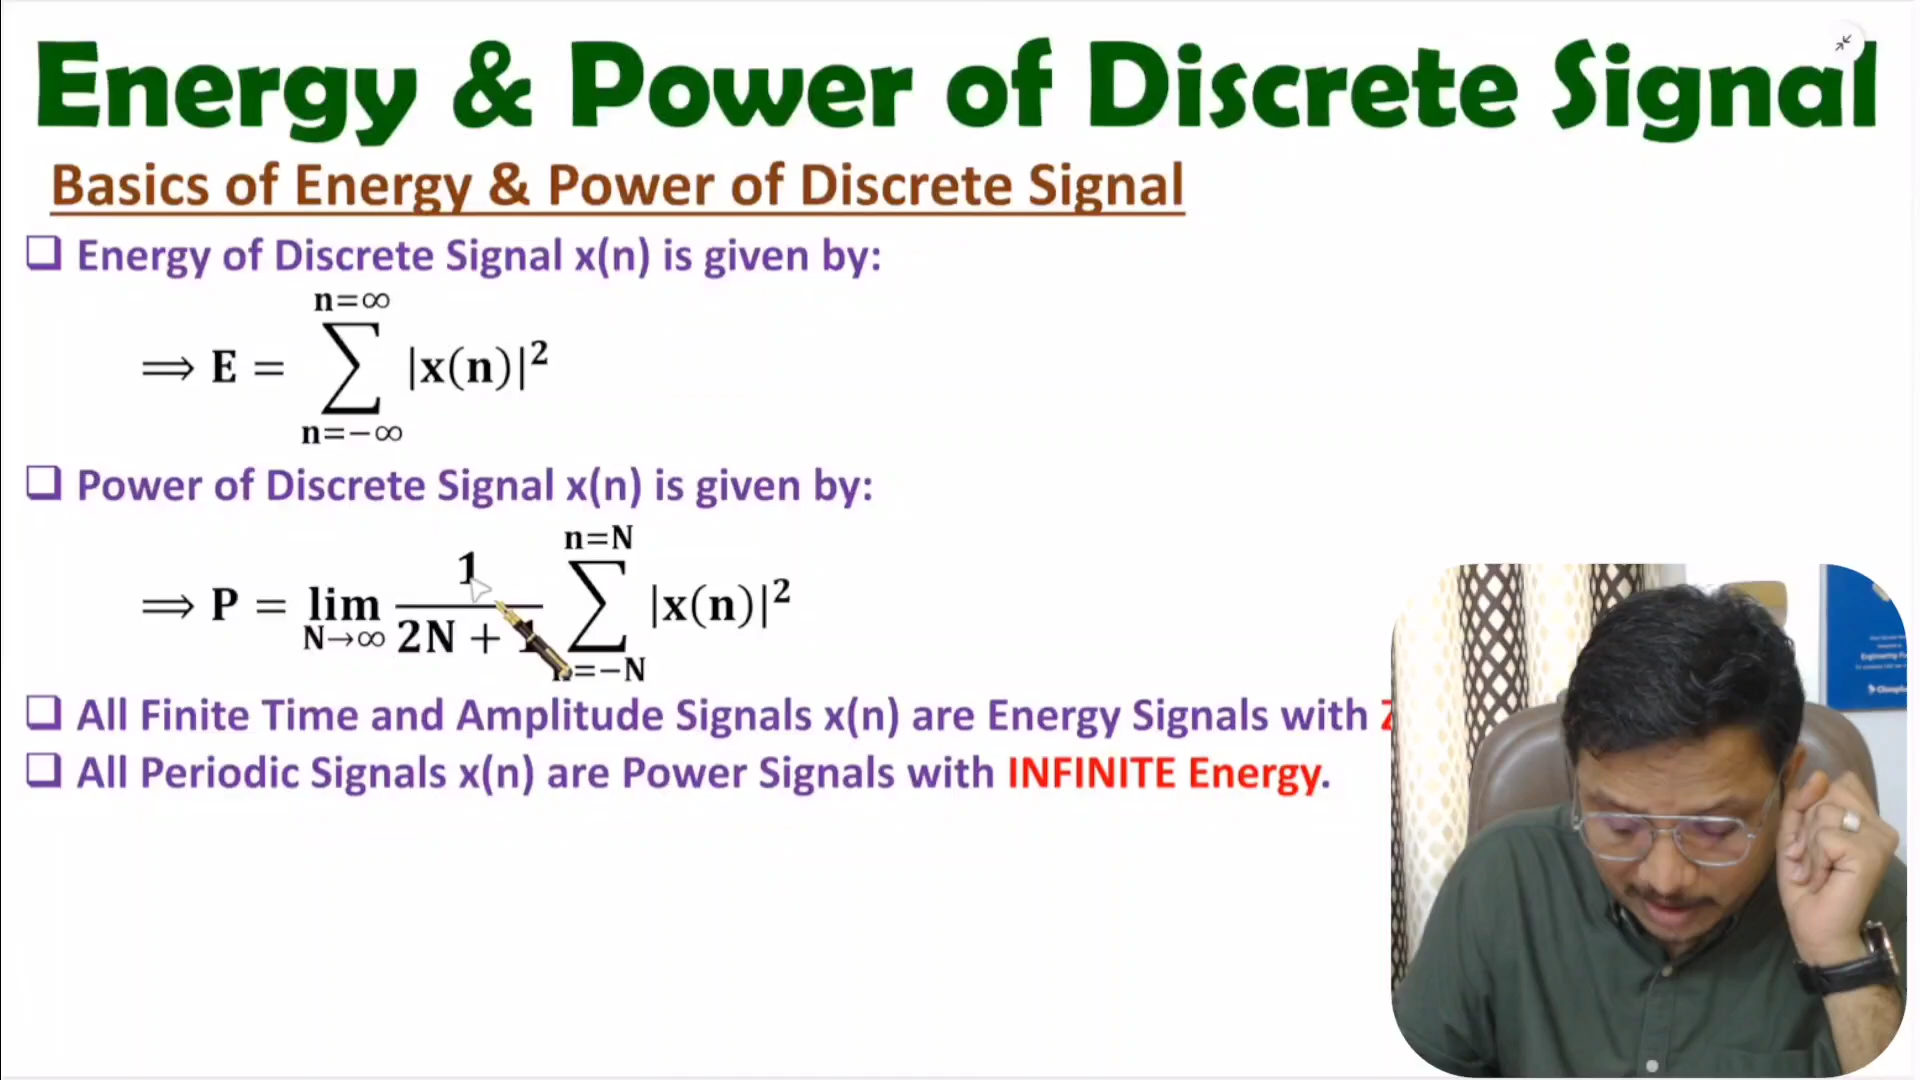 Energy & Power of Discrete Signal
Basics of Energy & Power of Discrete Signal
❑ Energy of Discrete Signal x(n) is given by:
n=∞
⟹ E = ∑ |x(n)|²
n=−∞
❑ Power of Discrete Signal x(n) is given by:
1 n=N
⟹ P = lim ∑ |x(n)|²
N→∞ 2N + =−N
❑ All Finite Time and Amplitude Signals x(n) are Energy Signals with
❑ All Periodic Signals x(n) are Power Signals with INFINITE Energy.